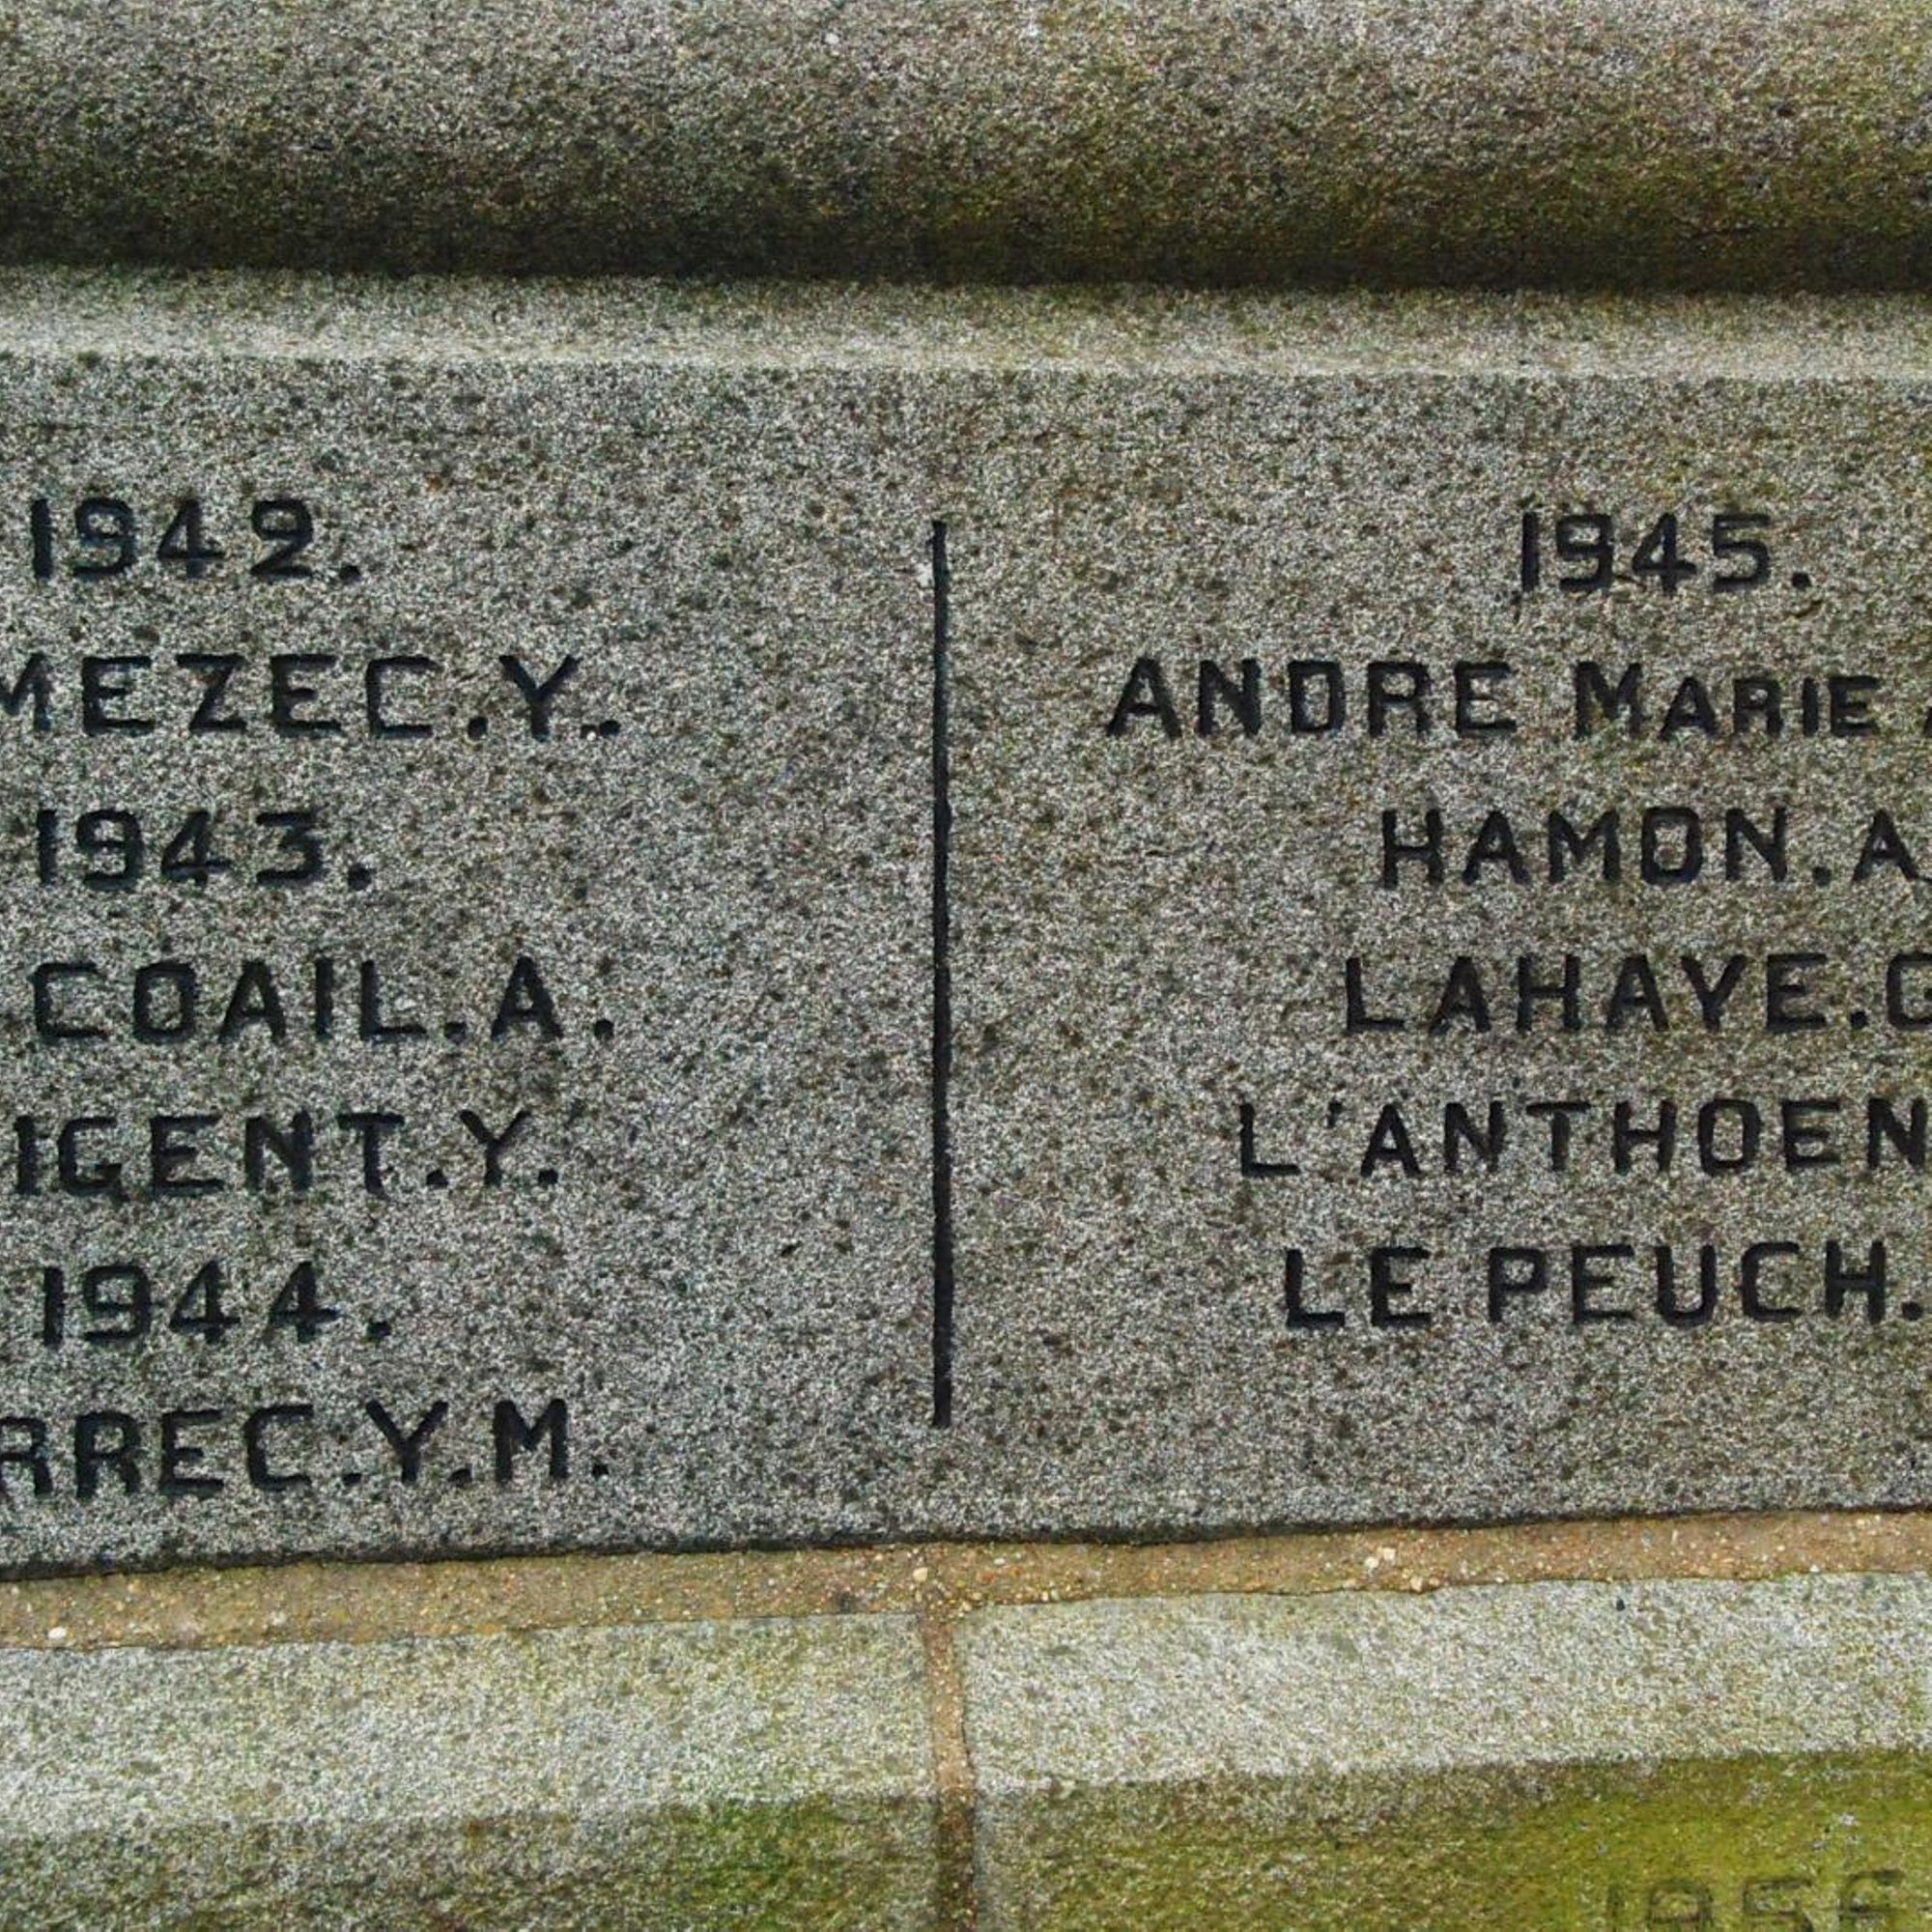 1942.
MEZEC.Y.
1943.
COAIL.A.
IGENT.Y.
1944.
RREC.Y.M.
1945.
ANDRE MARIE
HAMON.A
LAHAYE.
L'ANTHOEN
LE PEUCH.